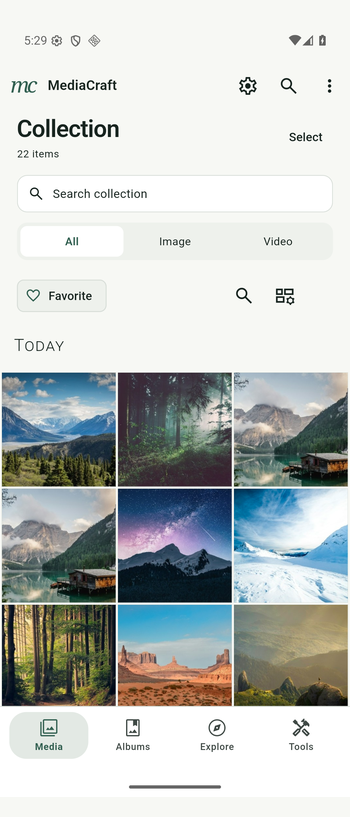 5:29
mc MediaCraft
Collection
22 items
Select
Search collection
All Image Video
Favorite
TODAY
Media Albums Explore Tools